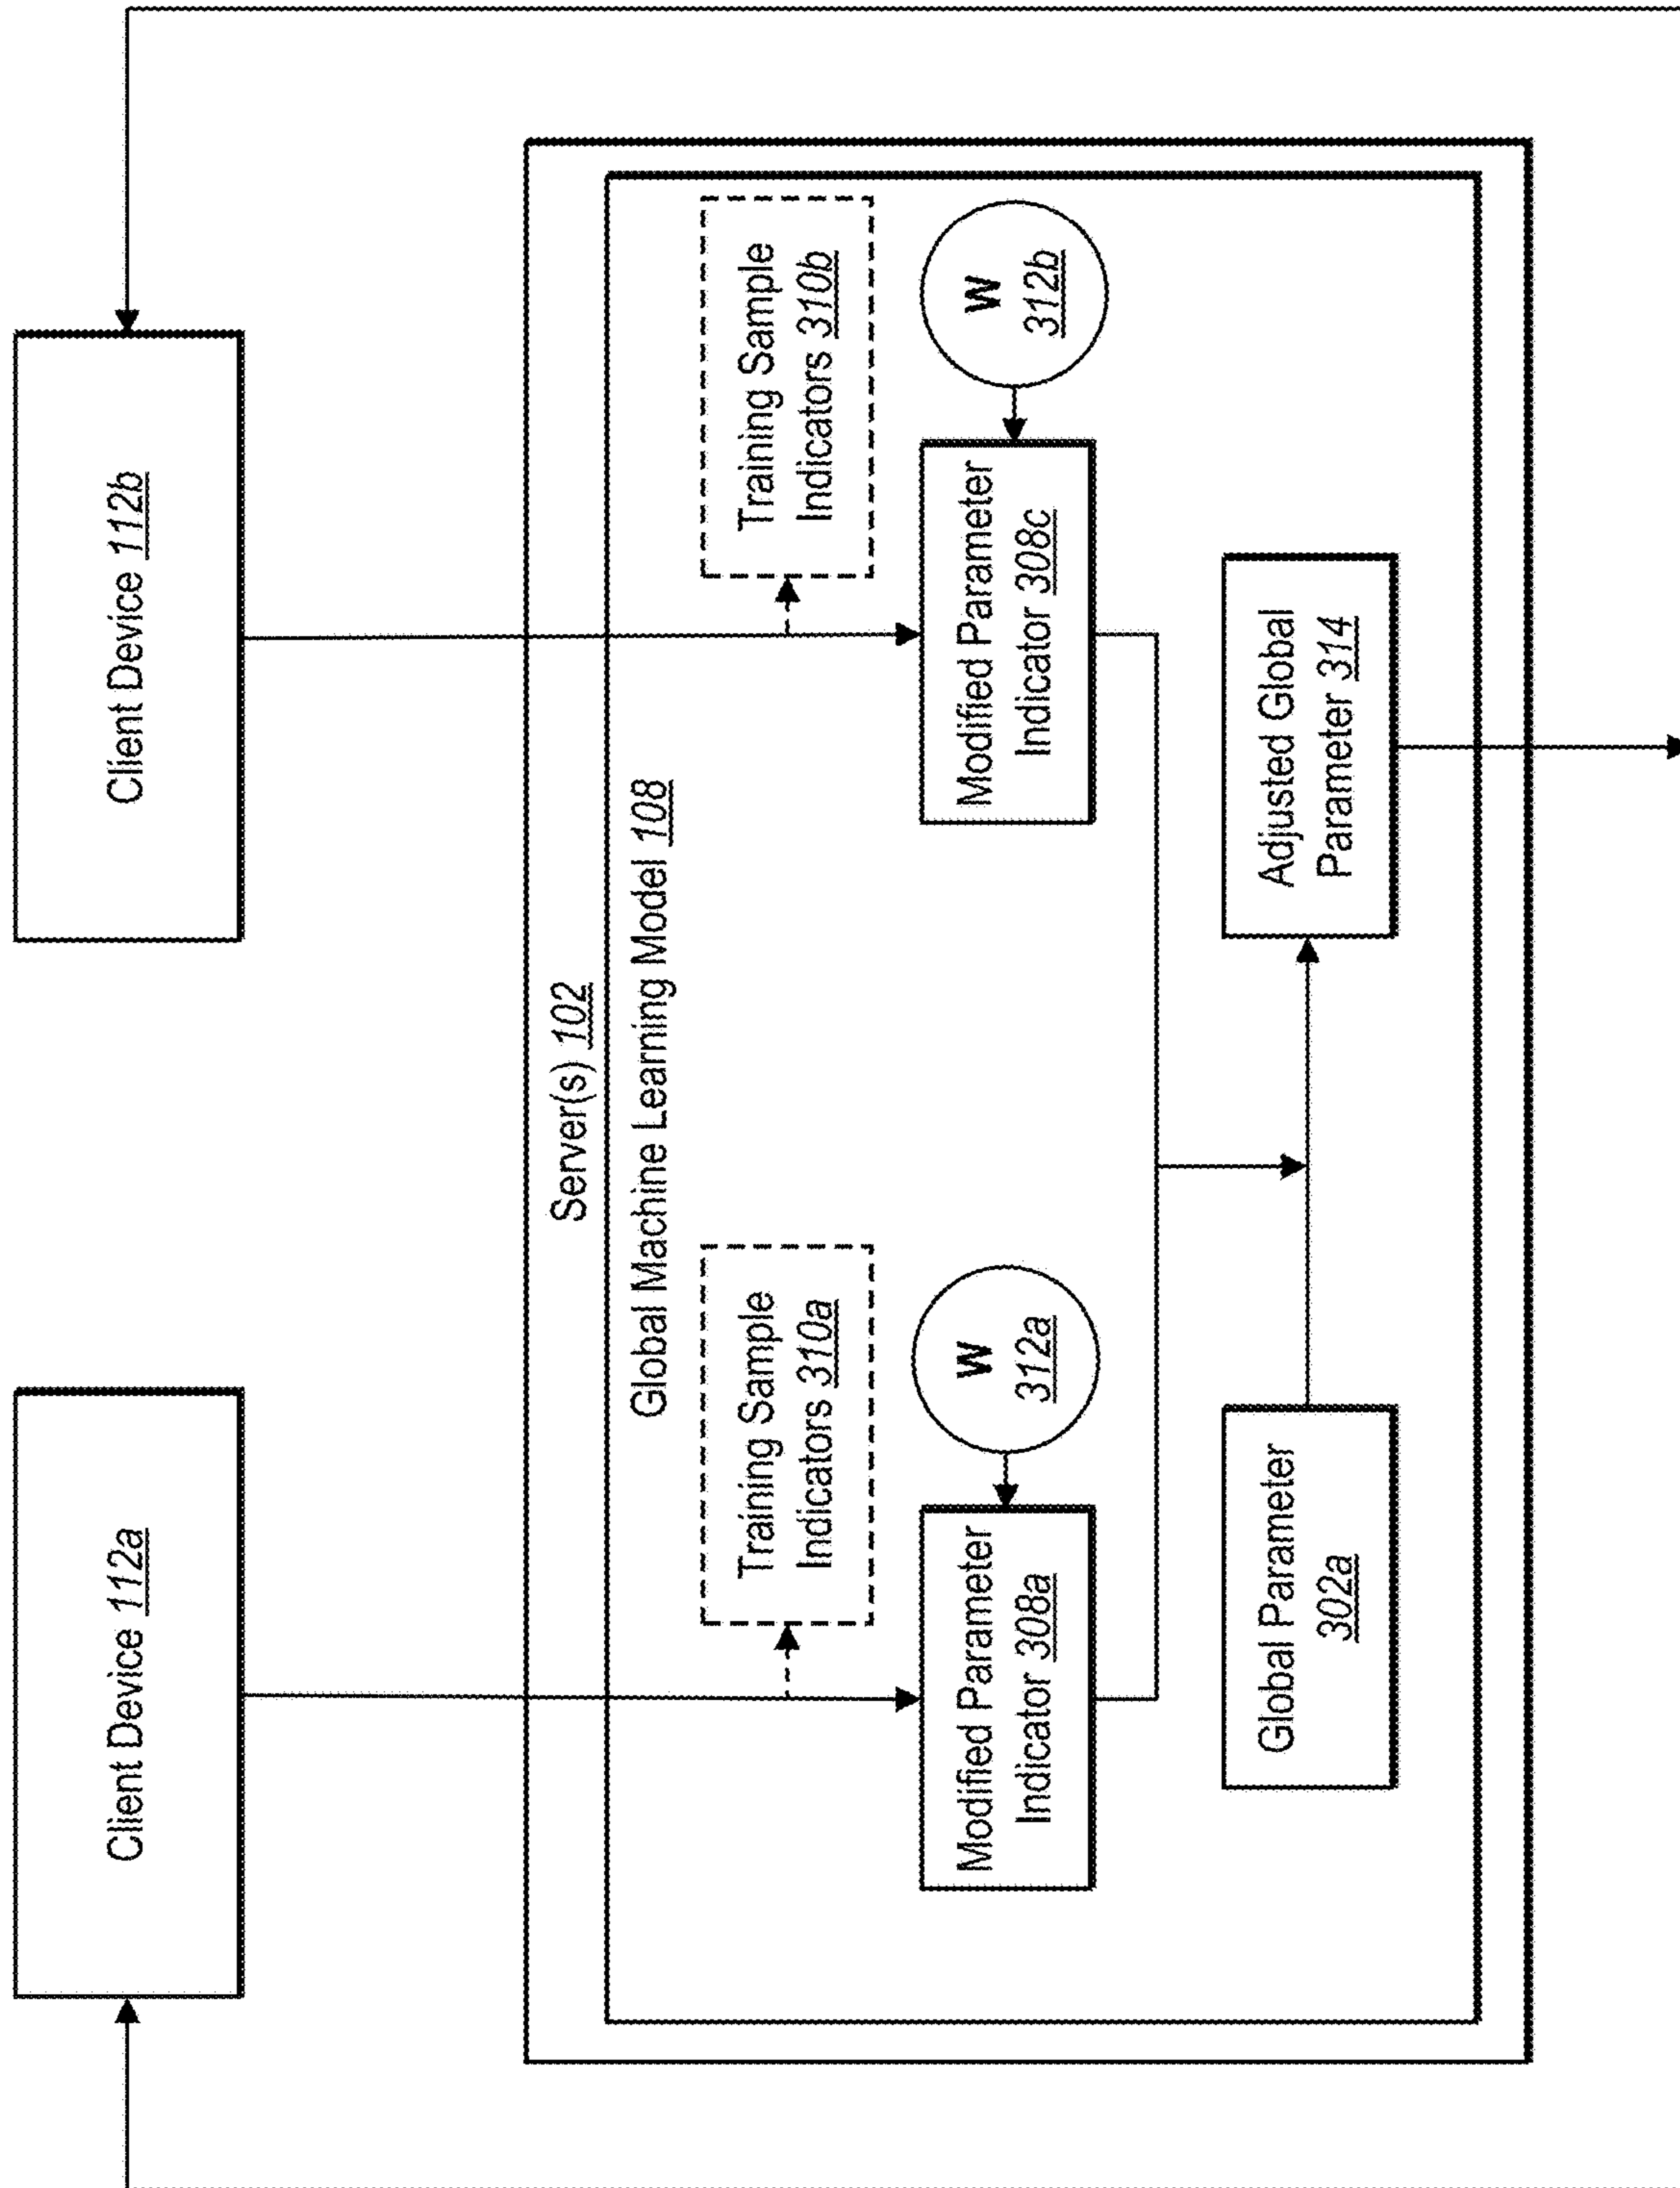 Client Device 112a
Client Device 112b
Server(s) 102
Global Machine Learning Model 108
Training Sample
Indicators 310a
Training Sample
Indicators 310b
Modified Parameter
Indicator 308a
W
312a
Modified Parameter
Indicator 308c
W
312b
Global Parameter
302a
Adjusted Global
Parameter 314